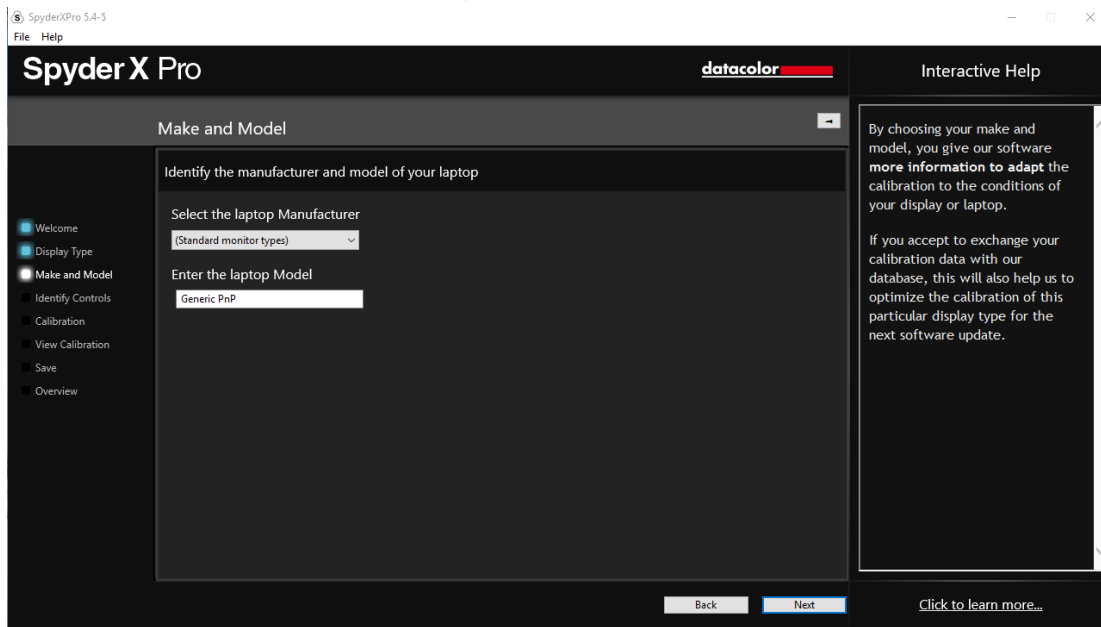 SpyderXPro 5.4-5
File Help
Spyder X Pro
datacolor
Interactive Help
Make and Model
Identify the manufacturer and model of your laptop
Select the laptop Manufacturer
(Standard monitor types)
Enter the laptop Model
Generic PnP
Welcome
Display Type
Make and Model
Identify Controls
Calibration
View Calibration
Save
Overview
By choosing your make and
model, you give our software
more information to adapt the
calibration to the conditions of
your display or laptop.
If you accept to exchange your
calibration data with our
database, this will also help us to
optimize the calibration of this
particular display type for the
next software update.
Back
Next
Click to learn more...